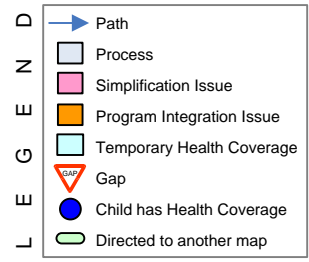 LEGEND
Path
Process
Simplification Issue
Program Integration Issue
Temporary Health Coverage
GAP Gap
Child has Health Coverage
Directed to another map